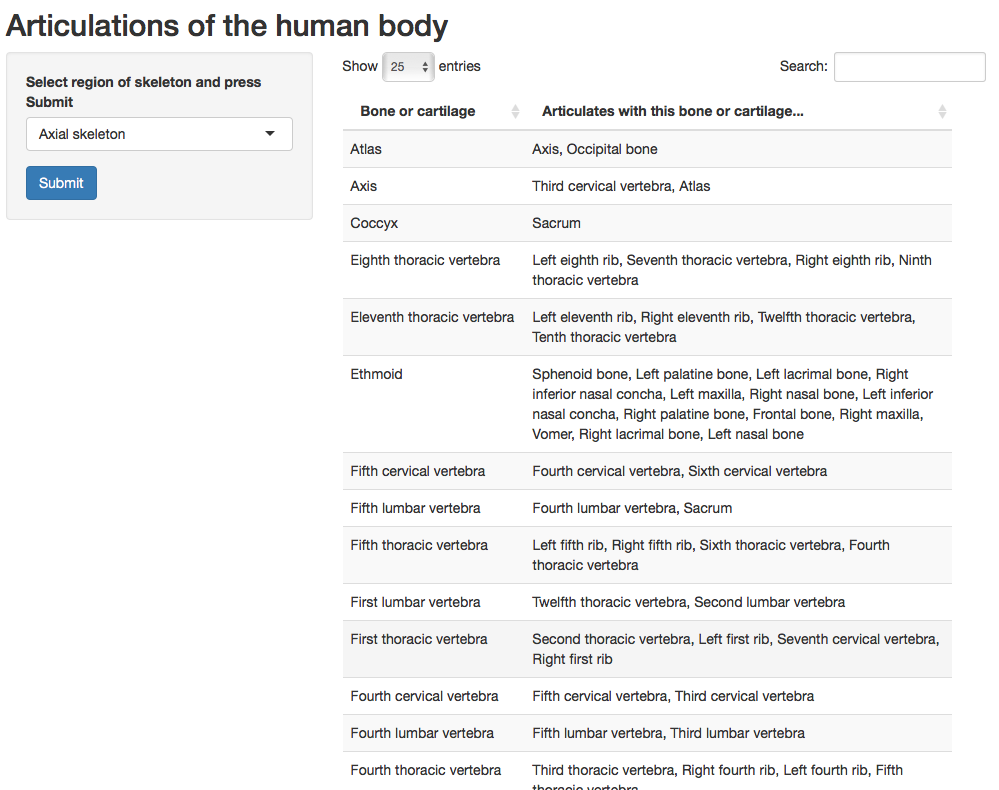 Articulations of the human body
Select region of skeleton and press
Submit
Axial skeleton
Submit
Show 25 entries
Search:
Bone or cartilage Articulates with this bone or cartilage...
Atlas Axis, Occipital bone
Axis Third cervical vertebra, Atlas
Coccyx Sacrum
Eighth thoracic vertebra Left eighth rib, Seventh thoracic vertebra, Right eighth rib, Ninth
thoracic vertebra
Eleventh thoracic vertebra Left eleventh rib, Right eleventh rib, Twelfth thoracic vertebra,
Tenth thoracic vertebra
Ethmoid Sphenoid bone, Left palatine bone, Left lacrimal bone, Right
inferior nasal concha, Left maxilla, Right nasal bone, Left inferior
nasal concha, Right palatine bone, Frontal bone, Right maxilla,
Vomer, Right lacrimal bone, Left nasal bone
Fifth cervical vertebra Fourth cervical vertebra, Sixth cervical vertebra
Fifth lumbar vertebra Fourth lumbar vertebra, Sacrum
Fifth thoracic vertebra Left fifth rib, Right fifth rib, Sixth thoracic vertebra, Fourth
thoracic vertebra
First lumbar vertebra Twelfth thoracic vertebra, Second lumbar vertebra
First thoracic vertebra Second thoracic vertebra, Left first rib, Seventh cervical vertebra,
Right first rib
Fourth cervical vertebra Fifth cervical vertebra, Third cervical vertebra
Fourth lumbar vertebra Fifth lumbar vertebra, Third lumbar vertebra
Fourth thoracic vertebra Third thoracic vertebra, Right fourth rib, Left fourth rib, Fifth
thoracic vertebra